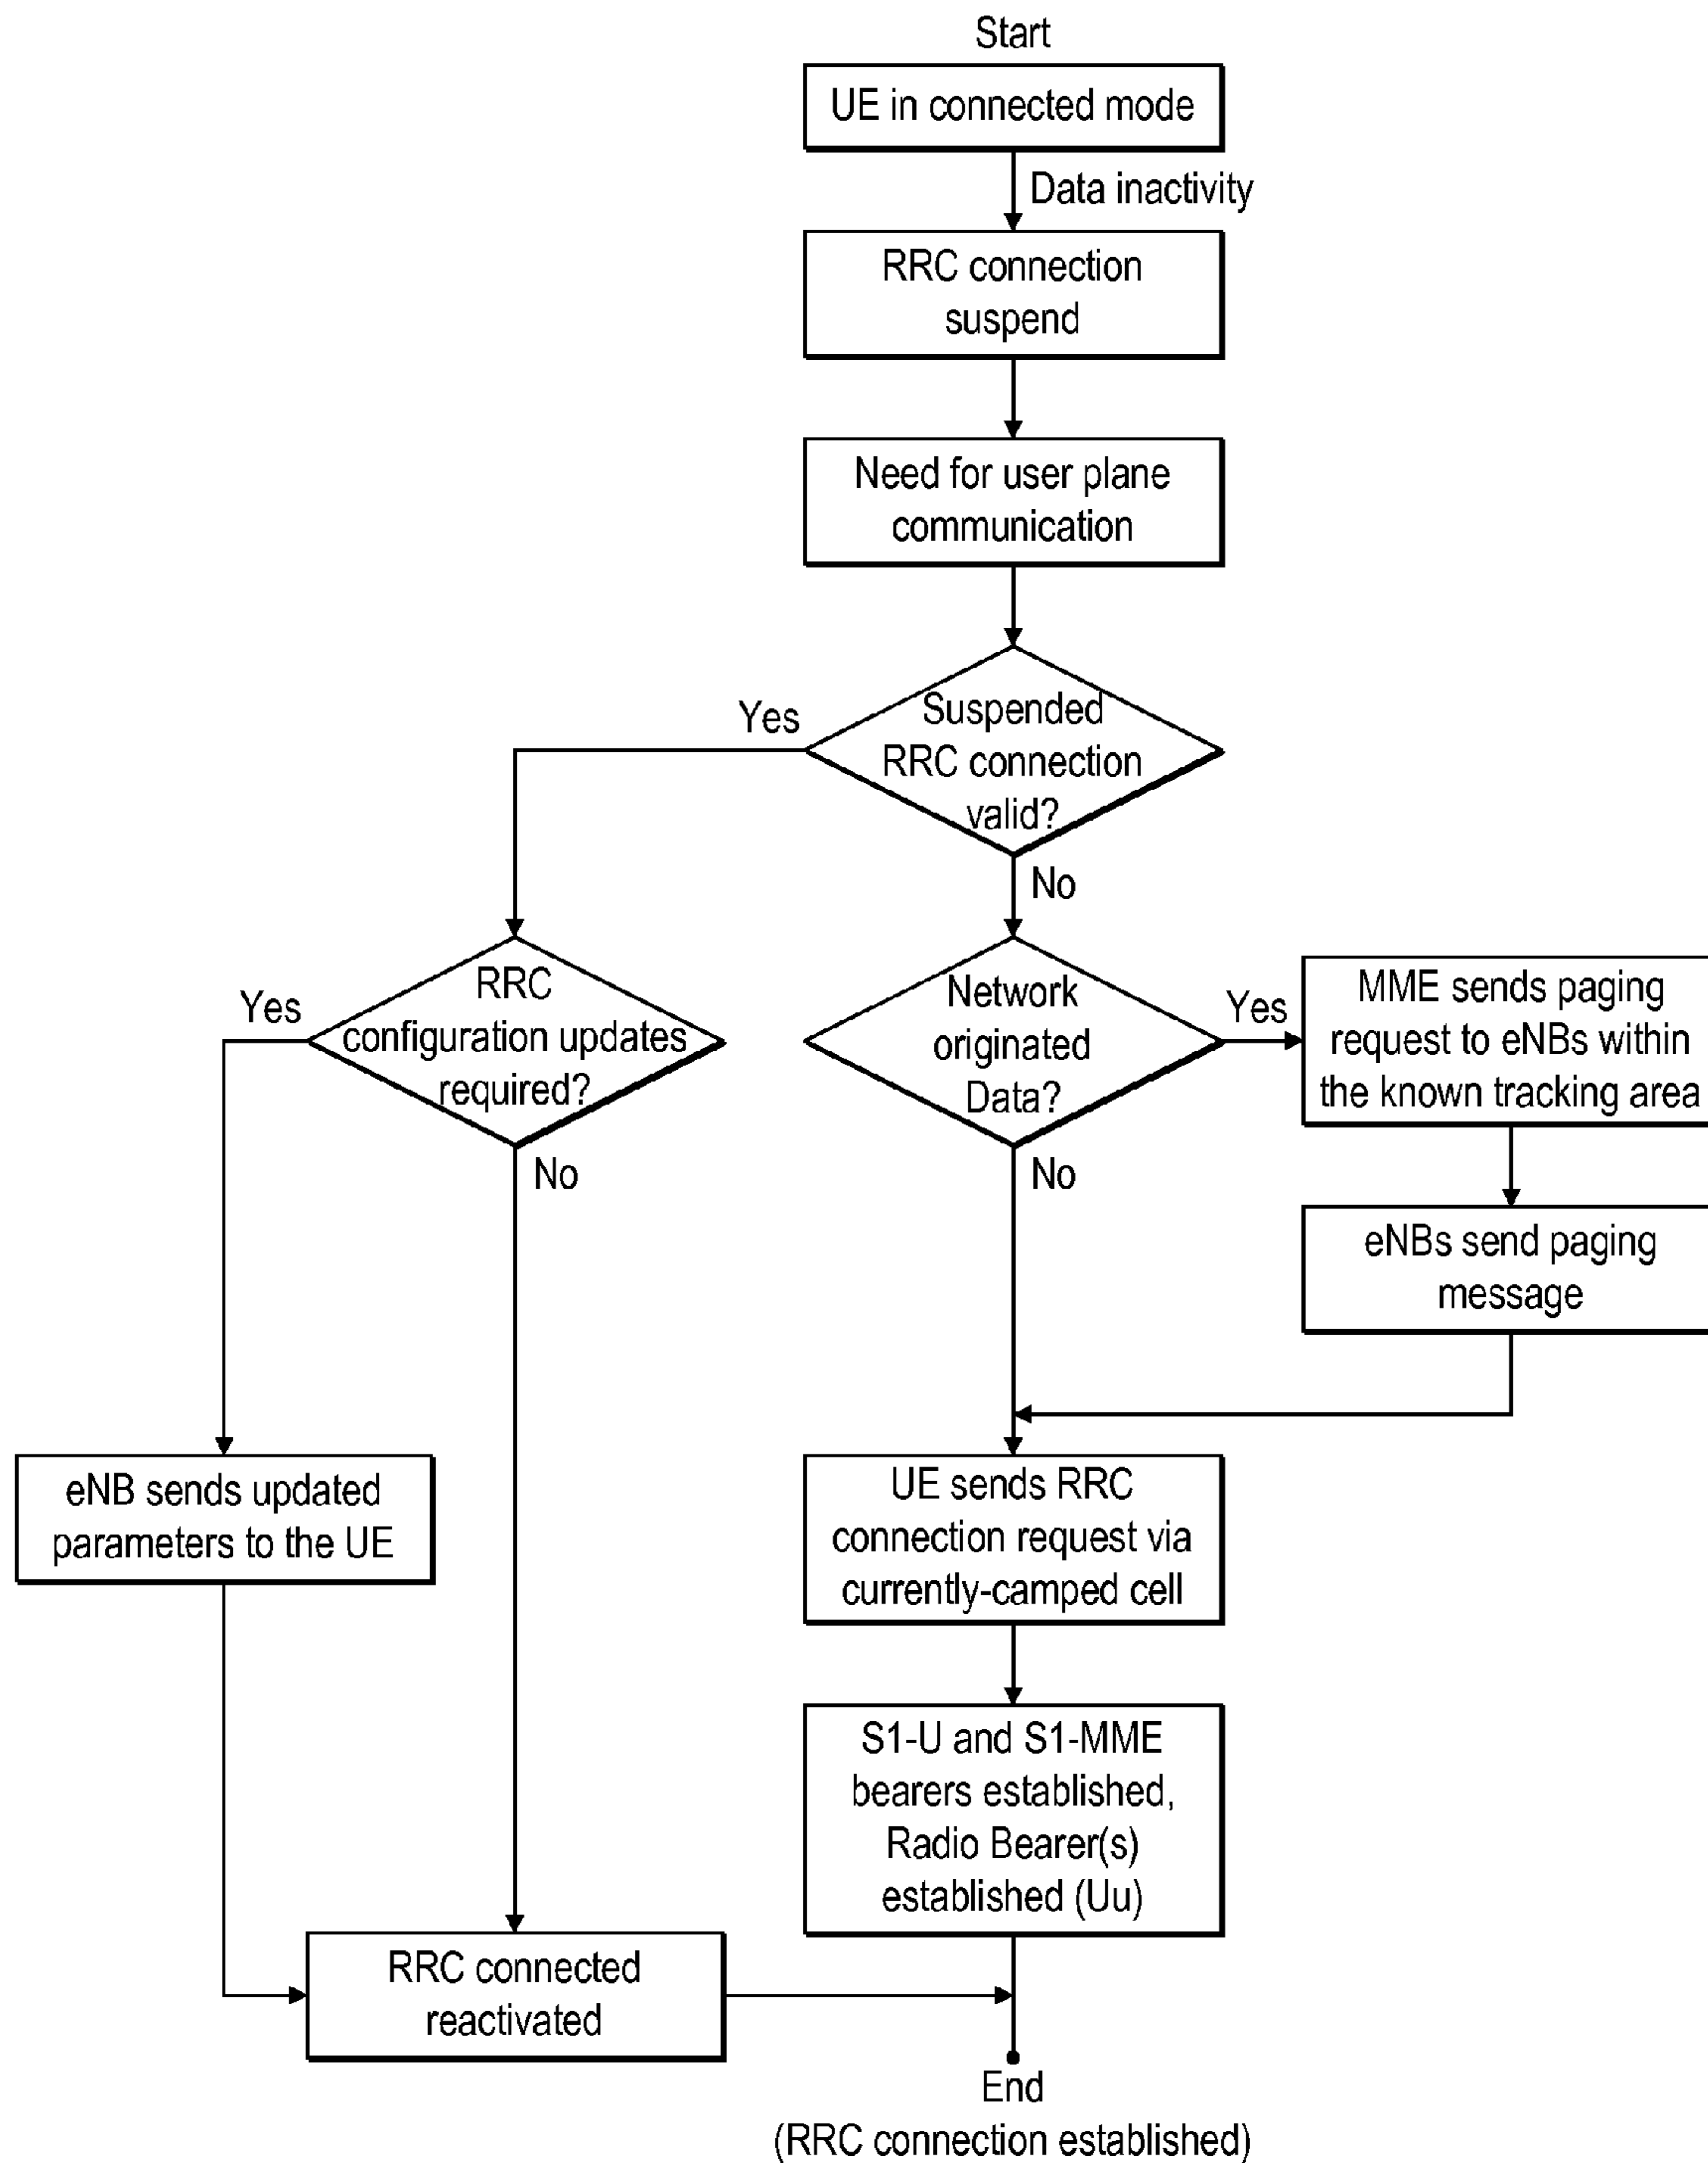 Start
UE in connected mode
Data inactivity
RRC connection
suspend
Need for user plane
communication
Suspended
RRC connection
valid?
Yes
No
RRC
configuration updates
required?
Yes
No
Network
originated
Data?
Yes
No
MME sends paging
request to eNBs within
the known tracking area
eNBs send paging
message
eNB sends updated
parameters to the UE
UE sends RRC
connection request via
currently-camped cell
S1-U and S1-MME
bearers established,
Radio Bearer(s)
established (Uu)
RRC connected
reactivated
End
(RRC connection established)